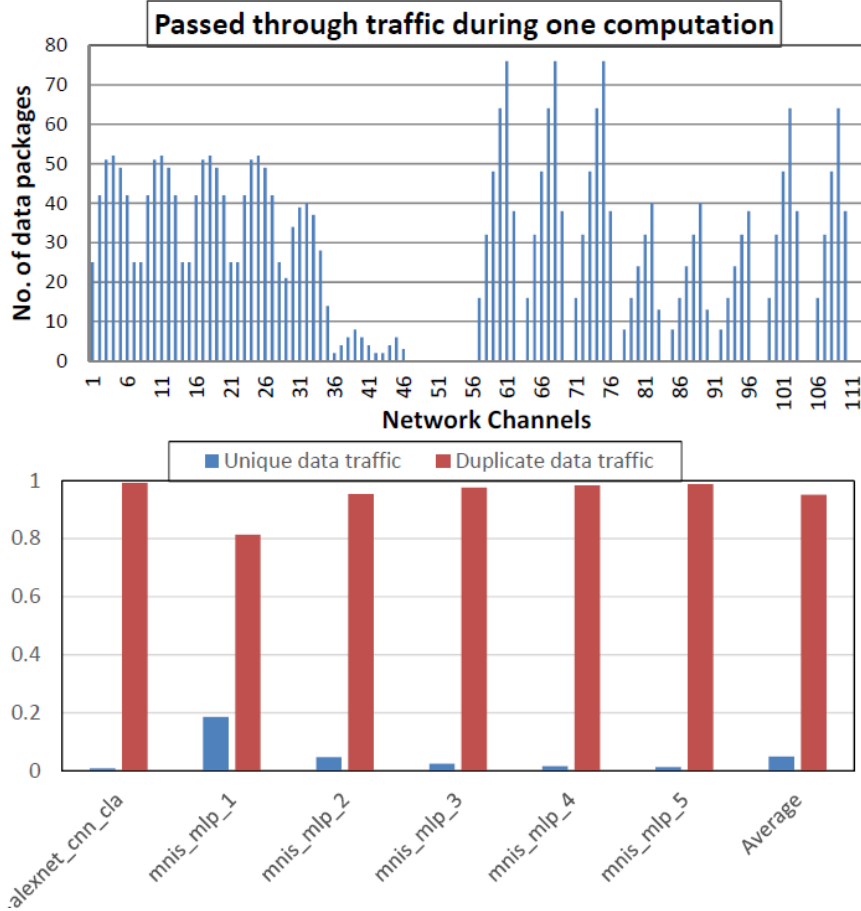 Passed through traffic during one computation
No. of data packages
80
70
60
50
40
30
20
10
0
1 6 11 16 21 26 31 36 41 46 51 56 61 66 71 76 81 86 91 96 101 106 111
Network Channels
Unique data traffic Duplicate data traffic
1
0.8
0.6
0.4
0.2
0
alexnet_cnn_cla mnis_mlp_1 mnis_mlp_2 mnis_mlp_3 mnis_mlp_4 mnis_mlp_5 Average